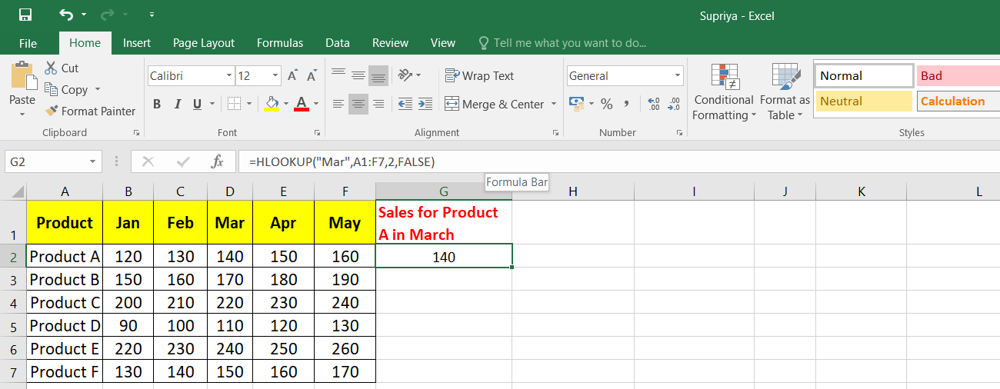 Supriya - Excel
File Home Insert Page Layout Formulas Data Review View Tell me what you want to do...
Paste
Cut
Copy
Format Painter
Clipboard
Calibri 12
B I U
Font
Wrap Text
Merge & Center
Alignment
General
% , .0 .00 .00 .0
Number
Conditional Formatting
Format as Table
Normal Bad
Neutral Calculation
Styles
G2 fx =HLOOKUP("Mar",A1:F7,2,FALSE)
Formula Bar
A B C D E F G H I J K L
1 Product Jan Feb Mar Apr May Sales for Product
A in March
2 Product A 120 130 140 150 160 140
3 Product B 150 160 170 180 190
4 Product C 200 210 220 230 240
5 Product D 90 100 110 120 130
6 Product E 220 230 240 250 260
7 Product F 130 140 150 160 170